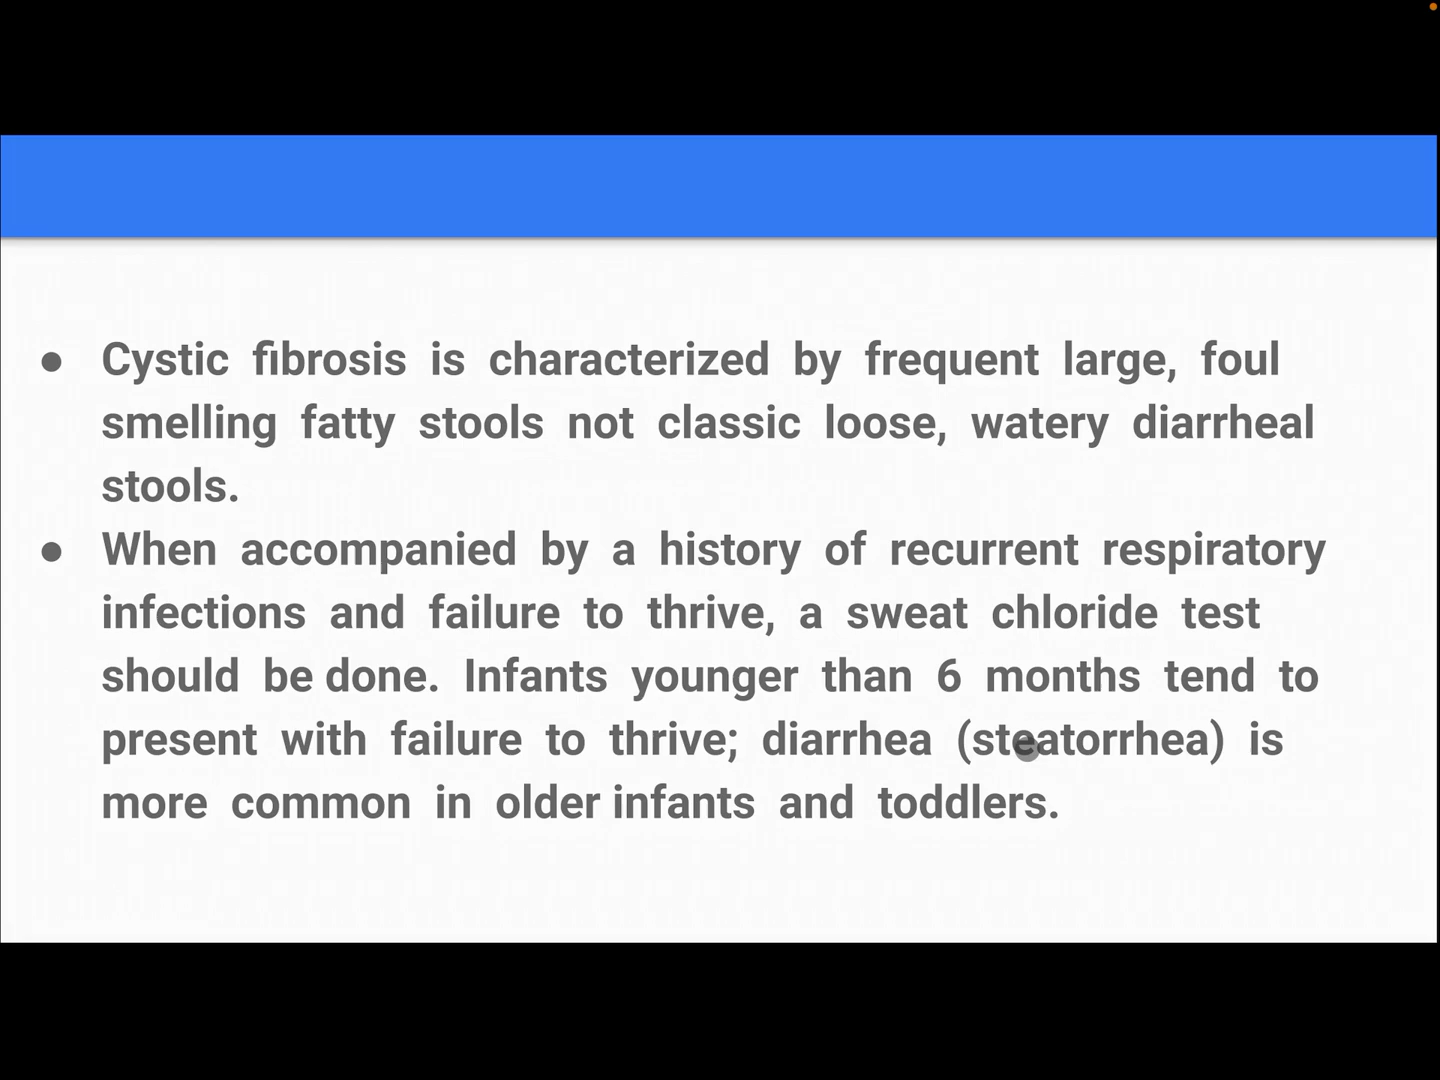 ● Cystic fibrosis is characterized by frequent large, foul
smelling fatty stools not classic loose, watery diarrheal
stools.
● When accompanied by a history of recurrent respiratory
infections and failure to thrive, a sweat chloride test
should be done. Infants younger than 6 months tend to
present with failure to thrive; diarrhea (steatorrhea) is
more common in older infants and toddlers.